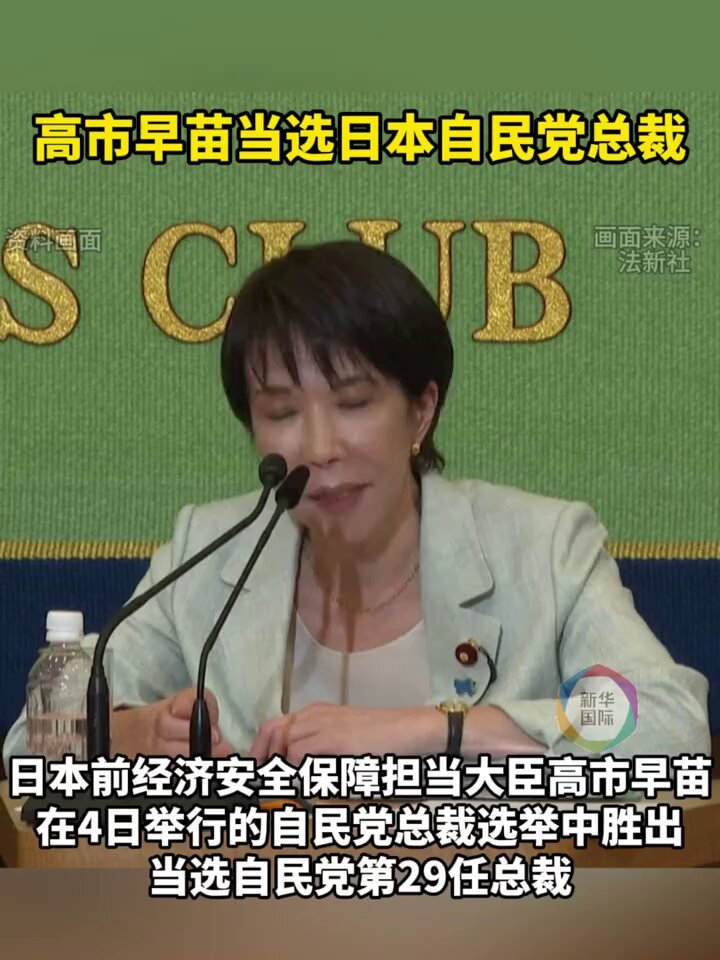 高市早苗当选日本自民党总裁
资料画面
画面来源：
法新社
S CLUB
新华
国际
日本前经济安全保障担当大臣高市早苗
在4日举行的自民党总裁选举中胜出
当选自民党第29任总裁